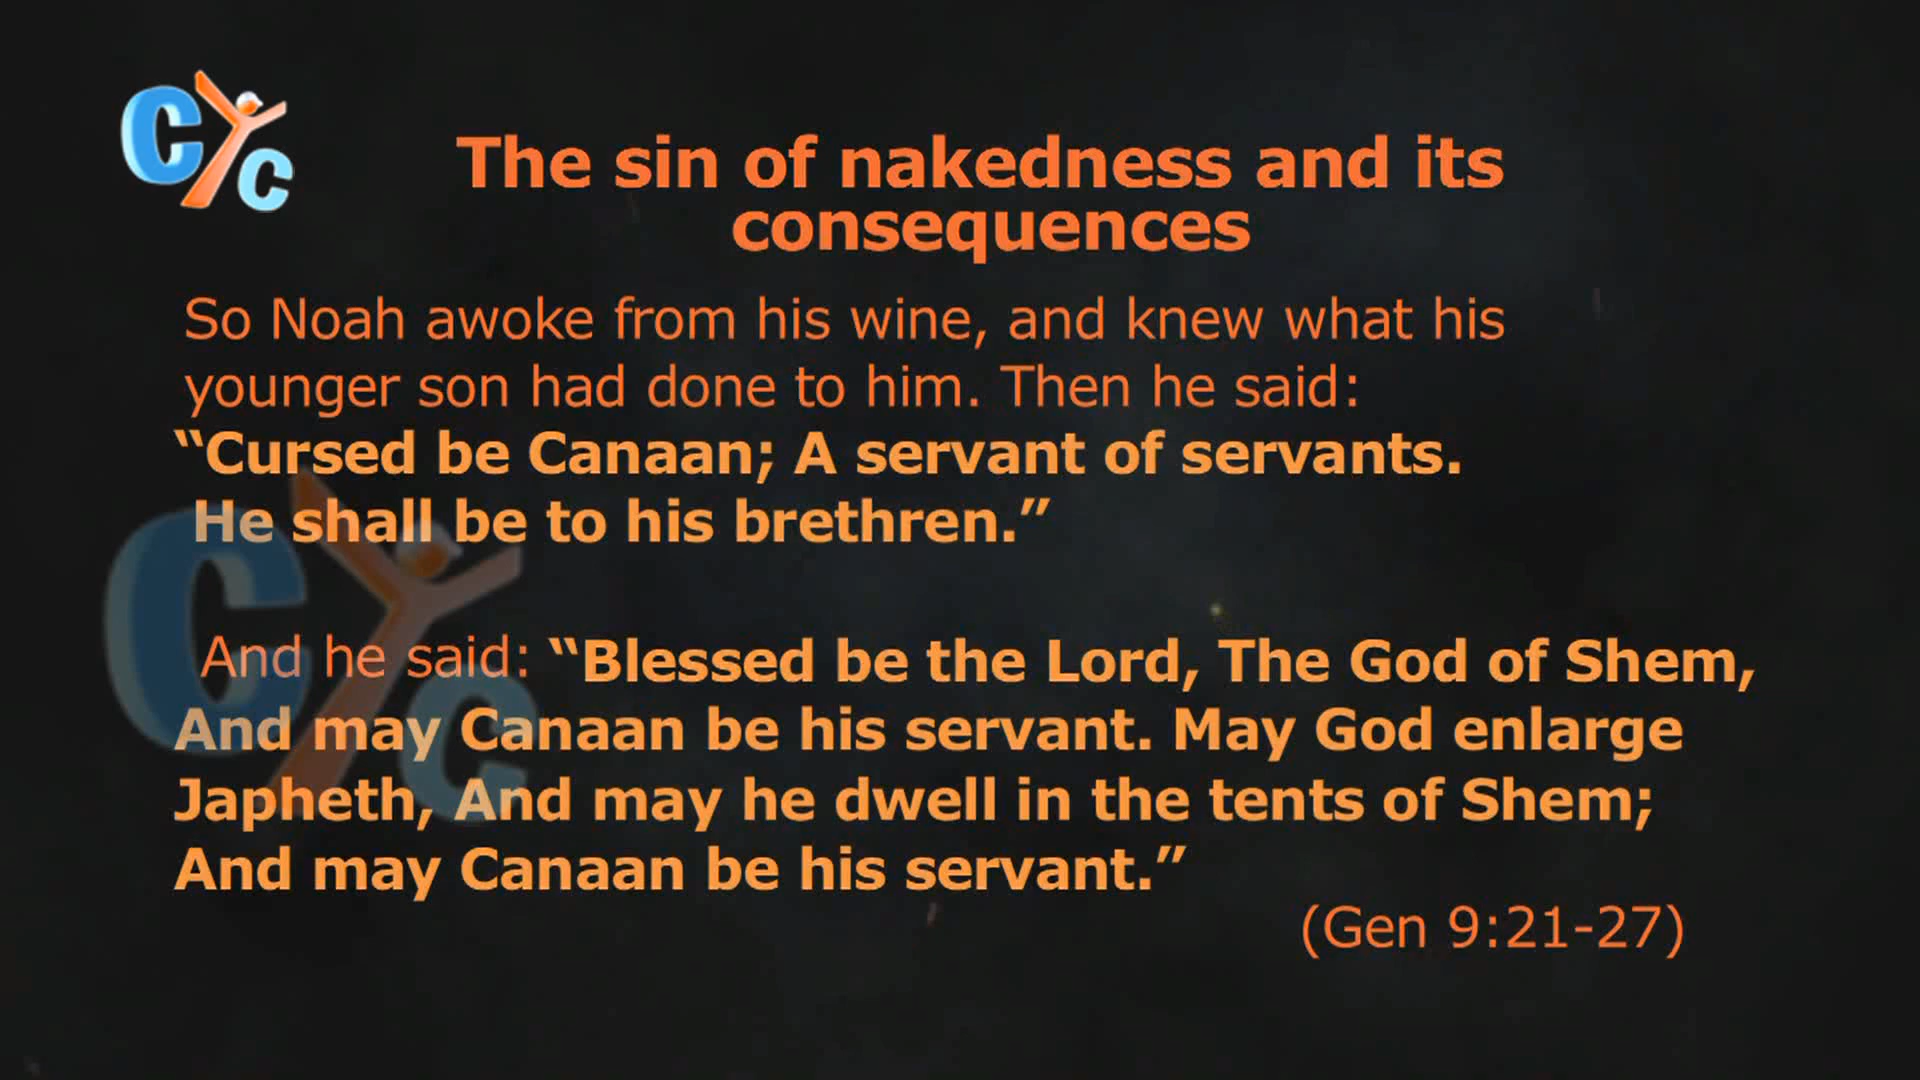 CYC
The sin of nakedness and its
consequences
So Noah awoke from his wine, and knew what his
younger son had done to him. Then he said:
“Cursed be Canaan; A servant of servants.
He shall be to his brethren.”
CYC
And he said: “Blessed be the Lord, The God of Shem,
And may Canaan be his servant. May God enlarge
Japheth, And may he dwell in the tents of Shem;
And may Canaan be his servant.”
(Gen 9:21-27)